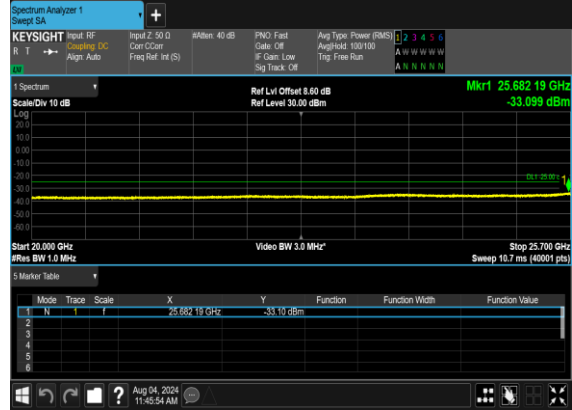 Spectrum Analyzer 1
Swept SA
+
KEYSIGHT Input: RF Input Z: 50 Ω #Atten: 40 dB PNO: Fast Avg Type: Power (RMS) 1 2 3 4 5 6
R T Coupling: DC Corr CCorr Gate: Off Avg|Hold: 100/100 A W W W W W
Align: Auto Freq Ref: Int (S) IF Gain: Low Trig: Free Run
Sig Track: Off A N N N N N
1 Spectrum Ref Lvl Offset 8.60 dB Mkr1 25.682 19 GHz
Scale/Div 10 dB Ref Level 30.00 dBm -33.099 dBm
Log
20.0
10.0
0.00
-10.0
-20.0 DL1 -25.00
-30.0 1
-40.0
-50.0
-60.0
Start 20.000 GHz Video BW 3.0 MHz* Stop 25.700 GHz
#Res BW 1.0 MHz Sweep 10.7 ms (40001 pts)
5 Marker Table
Mode Trace Scale X Y Function Function Width Function Value
1 N 1 f 25.682 19 GHz -33.10 dBm
2
3
4
5
6
? Aug 04, 2024
11:45:54 AM